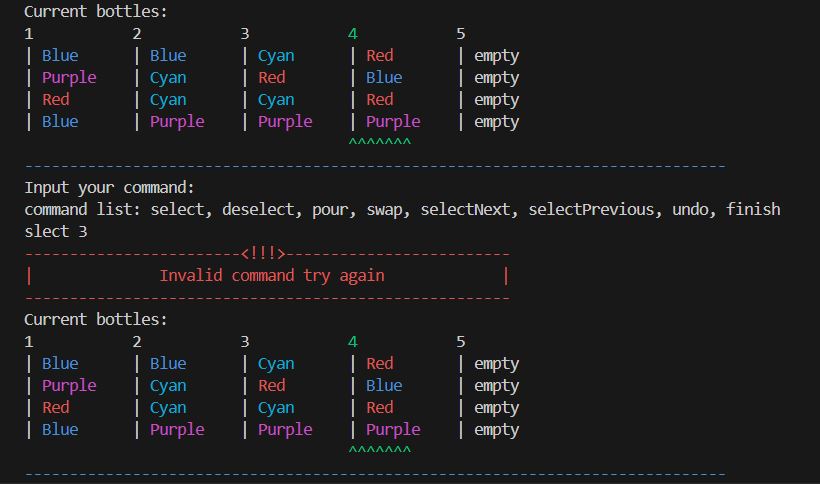 Current bottles:
1 2 3 4 5
| Blue | Blue | Cyan | Red | empty
| Purple | Cyan | Red | Blue | empty
| Red | Cyan | Cyan | Red | empty
| Blue | Purple | Purple | Purple | empty
^^^^^^^
------------------------------------------------------------------------------
Input your command:
command list: select, deselect, pour, swap, selectNext, selectPrevious, undo, finish
slect 3
------------------------<!!!>-------------------------
| Invalid command try again |
------------------------------------------------------
Current bottles:
1 2 3 4 5
| Blue | Blue | Cyan | Red | empty
| Purple | Cyan | Red | Blue | empty
| Red | Cyan | Cyan | Red | empty
| Blue | Purple | Purple | Purple | empty
^^^^^^^
------------------------------------------------------------------------------